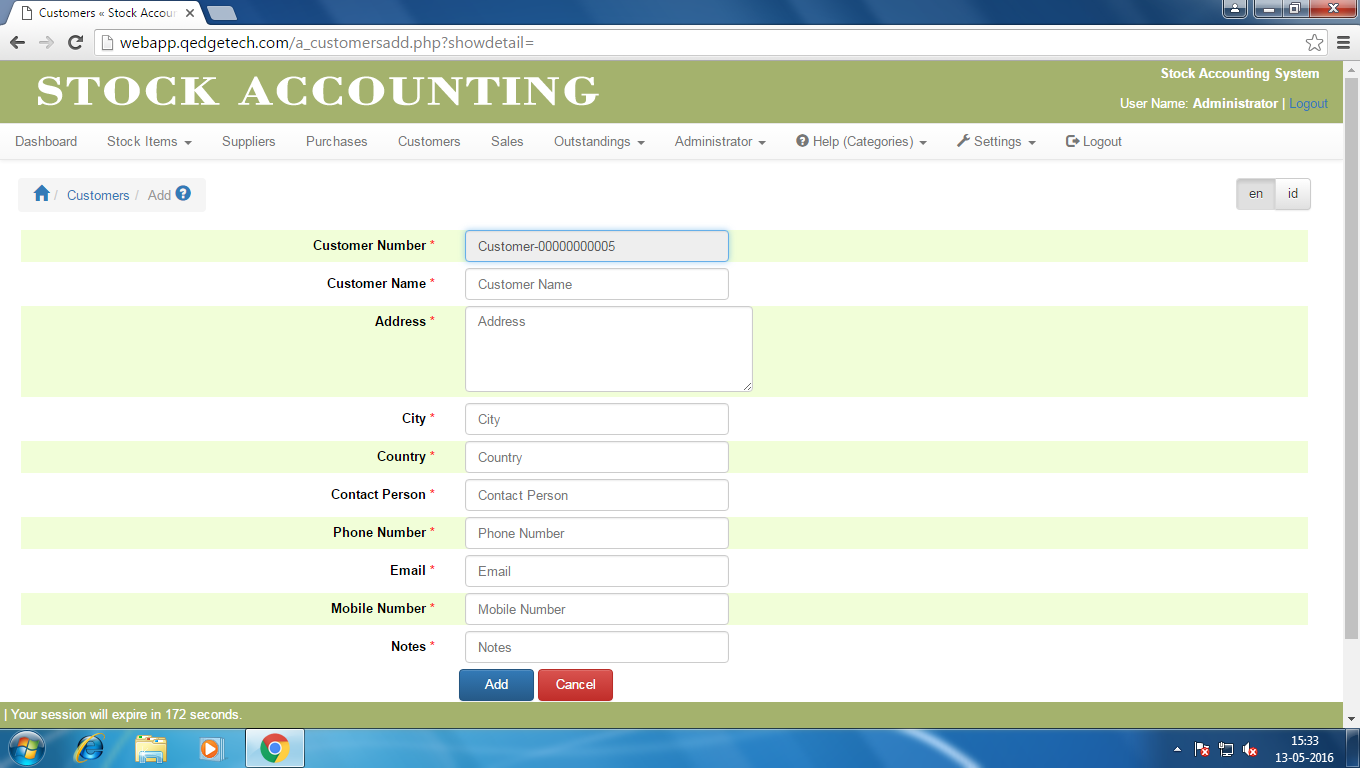 Customers « Stock Accour
webapp.qedgetech.com/a_customersadd.php?showdetail=
STOCK ACCOUNTING
Stock Accounting System
User Name: Administrator | Logout
Dashboard Stock Items Suppliers Purchases Customers Sales Outstandings Administrator Help (Categories) Settings Logout
/ Customers / Add
en id
Customer Number * Customer-00000000005
Customer Name * Customer Name
Address * Address
City * City
Country * Country
Contact Person * Contact Person
Phone Number * Phone Number
Email * Email
Mobile Number * Mobile Number
Notes * Notes
Add Cancel
| Your session will expire in 172 seconds.
15:33
13-05-2016